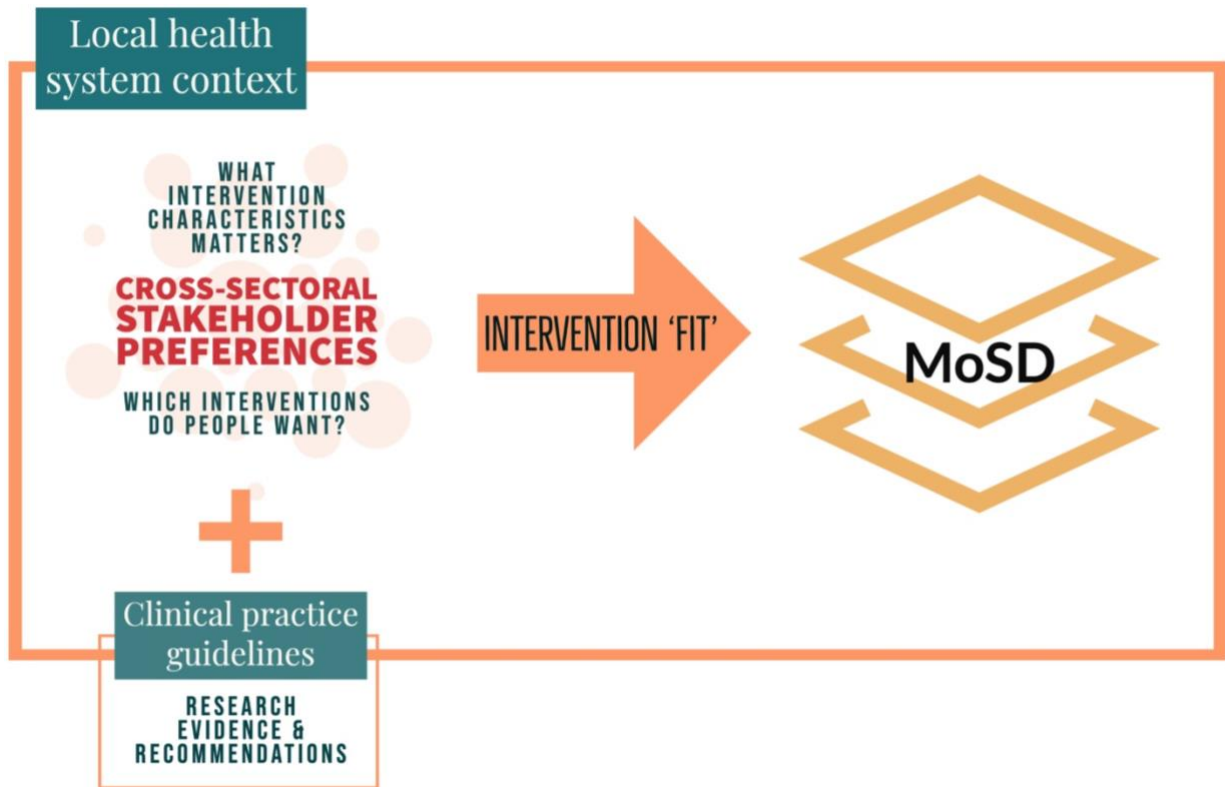 Local health
system context
WHAT
INTERVENTION
CHARACTERISTICS
MATTERS?
CROSS-SECTORAL
STAKEHOLDER
PREFERENCES
WHICH INTERVENTIONS
DO PEOPLE WANT?
INTERVENTION ‘FIT’
MoSD
Clinical practice
guidelines
RESEARCH
EVIDENCE &
RECOMMENDATIONS